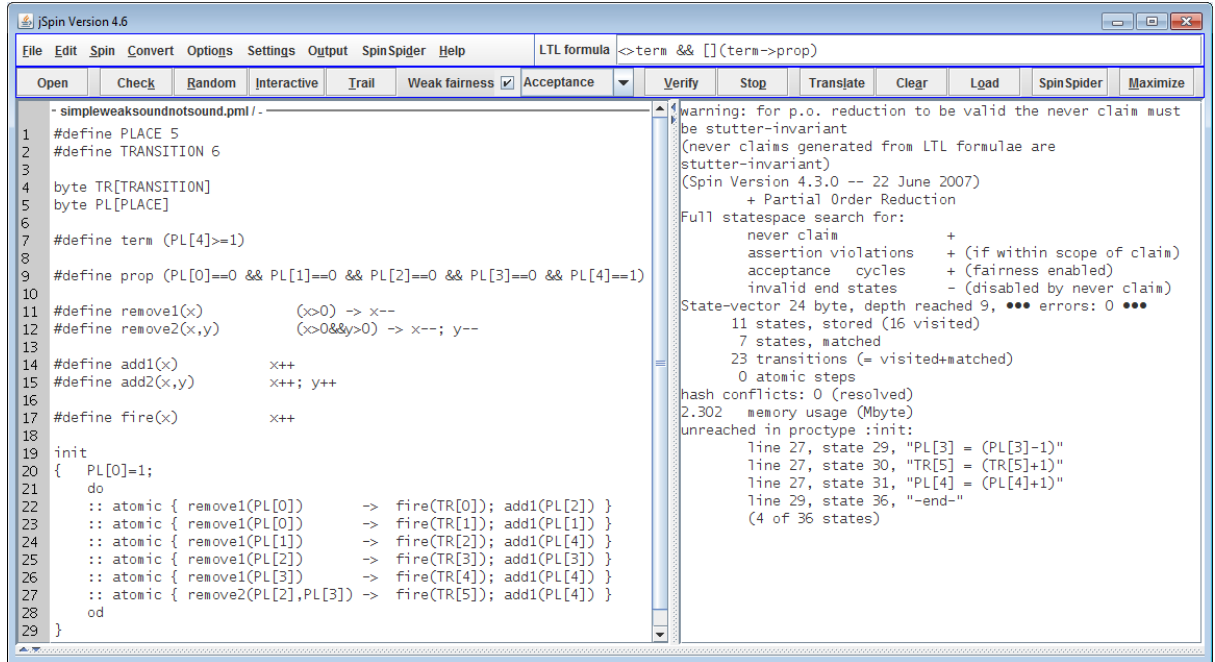 jSpin Version 4.6
File Edit Spin Convert Options Settings Output SpinSpider Help LTL formula <>term && [](term->prop)
Open Check Random Interactive Trail Weak fairness Acceptance Verify Stop Translate Clear Load SpinSpider Maximize
- simpleweaksoundnotsound.pml / -
1 #define PLACE 5
2 #define TRANSITION 6
3
4 byte TR[TRANSITION]
5 byte PL[PLACE]
6
7 #define term (PL[4]>=1)
8
9 #define prop (PL[0]==0 && PL[1]==0 && PL[2]==0 && PL[3]==0 && PL[4]==1)
10
11 #define remove1(x) (x>0) -> x--
12 #define remove2(x,y) (x>0&&y>0) -> x--; y--
13
14 #define add1(x) x++
15 #define add2(x,y) x++; y++
16
17 #define fire(x) x++
18
19 init
20 { PL[0]=1;
21 do
22 :: atomic { remove1(PL[0]) -> fire(TR[0]); add1(PL[2]) }
23 :: atomic { remove1(PL[0]) -> fire(TR[1]); add1(PL[1]) }
24 :: atomic { remove1(PL[1]) -> fire(TR[2]); add1(PL[4]) }
25 :: atomic { remove1(PL[2]) -> fire(TR[3]); add1(PL[3]) }
26 :: atomic { remove1(PL[3]) -> fire(TR[4]); add1(PL[4]) }
27 :: atomic { remove2(PL[2],PL[3]) -> fire(TR[5]); add1(PL[4]) }
28 od
29 }
warning: for p.o. reduction to be valid the never claim must
be stutter-invariant
(never claims generated from LTL formulae are
stutter-invariant)
(Spin Version 4.3.0 -- 22 June 2007)
+ Partial Order Reduction
Full statespace search for:
never claim +
assertion violations + (if within scope of claim)
acceptance cycles + (fairness enabled)
invalid end states - (disabled by never claim)
State-vector 24 byte, depth reached 9, ●●● errors: 0 ●●●
11 states, stored (16 visited)
7 states, matched
23 transitions (= visited+matched)
0 atomic steps
hash conflicts: 0 (resolved)
2.302 memory usage (Mbyte)
unreached in proctype :init:
line 27, state 29, "PL[3] = (PL[3]-1)"
line 27, state 30, "TR[5] = (TR[5]+1)"
line 27, state 31, "PL[4] = (PL[4]+1)"
line 29, state 36, "-end-"
(4 of 36 states)